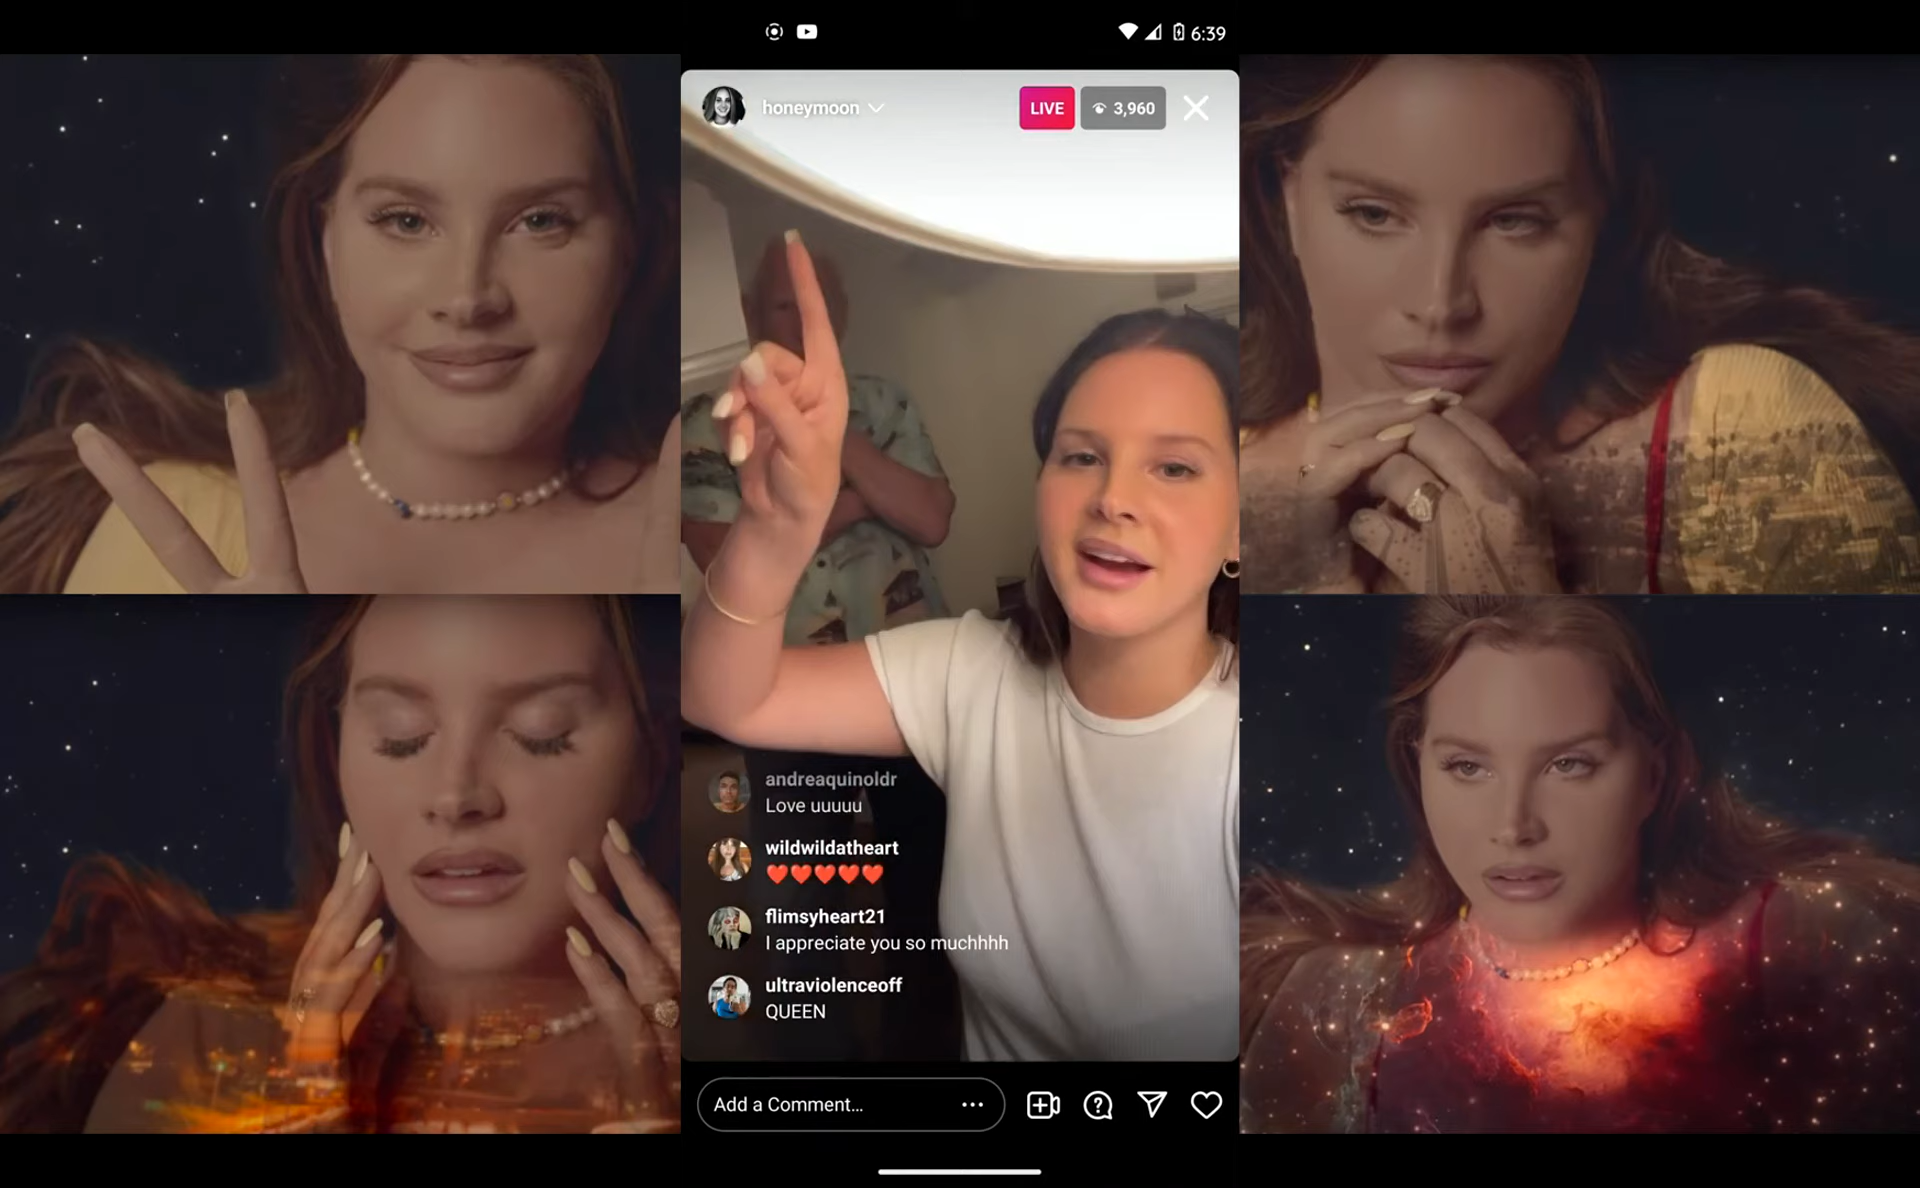 6:39
honeymoon
LIVE
3,960
andreaquinoldr
Love uuuuu
wildwildatheart
❤️❤️❤️❤️❤️
flimsyheart21
I appreciate you so muchhhh
ultraviolenceoff
QUEEN
Add a Comment...